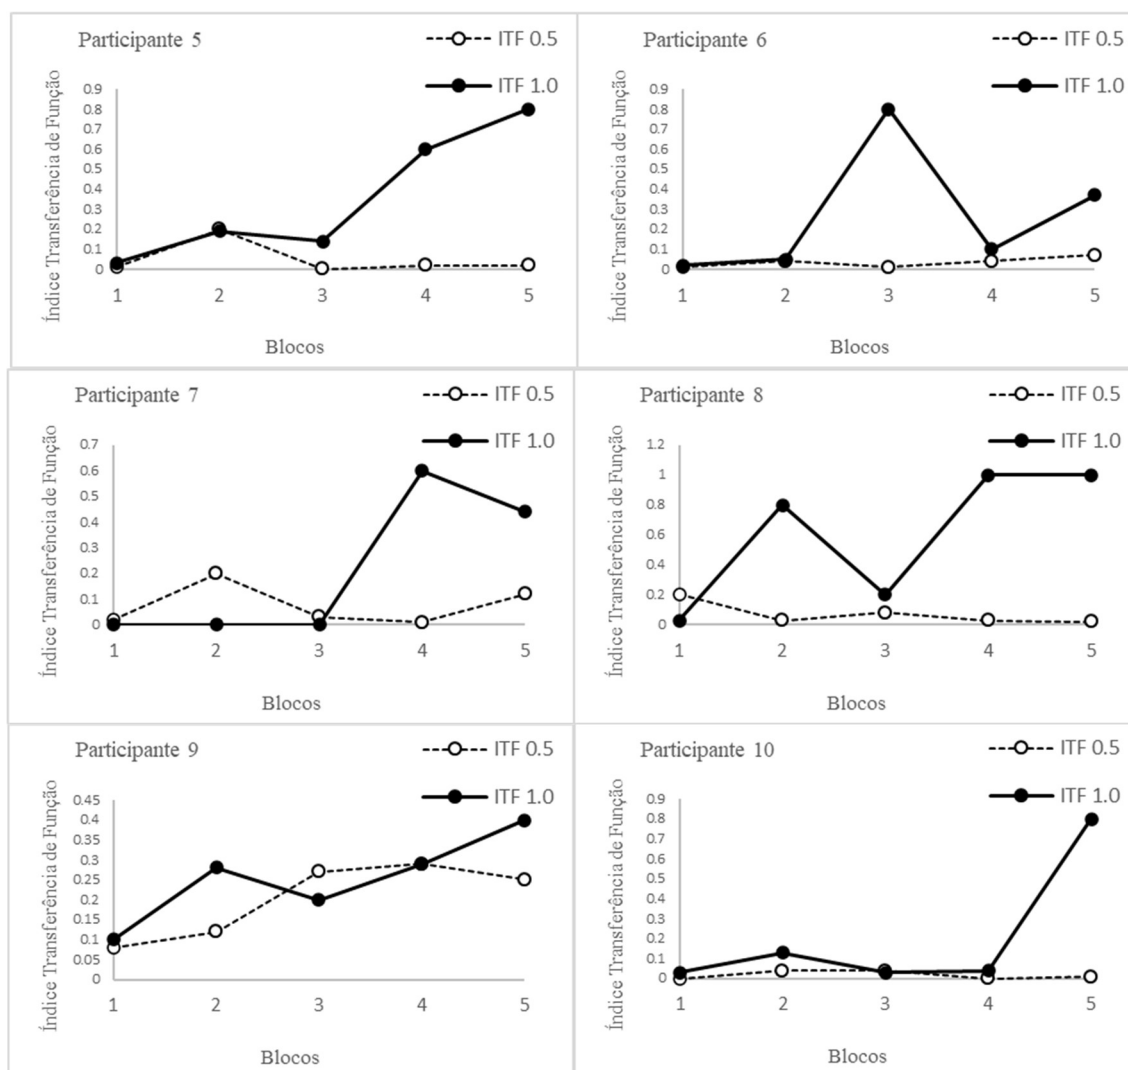 Participante 5
ITF 0.5
ITF 1.0
Índice Transferência de Função
0.9
0.8
0.7
0.6
0.5
0.4
0.3
0.2
0.1
0
1 2 3 4 5
Blocos
Participante 6
ITF 0.5
ITF 1.0
Índice Transferência de Função
0.9
0.8
0.7
0.6
0.5
0.4
0.3
0.2
0.1
0
1 2 3 4 5
Blocos
Participante 7
ITF 0.5
ITF 1.0
Índice Transferência de Função
0.7
0.6
0.5
0.4
0.3
0.2
0.1
0
1 2 3 4 5
Blocos
Participante 8
ITF 0.5
ITF 1.0
Índice Transferência de Função
1.2
1
0.8
0.6
0.4
0.2
0
1 2 3 4 5
Blocos
Participante 9
ITF 0.5
ITF 1.0
Índice Transferência de Função
0.45
0.4
0.35
0.3
0.25
0.2
0.15
0.1
0.05
0
1 2 3 4 5
Blocos
Participante 10
ITF 0.5
ITF 1.0
Índice Transferência de Função
0.9
0.8
0.7
0.6
0.5
0.4
0.3
0.2
0.1
0
1 2 3 4 5
Blocos